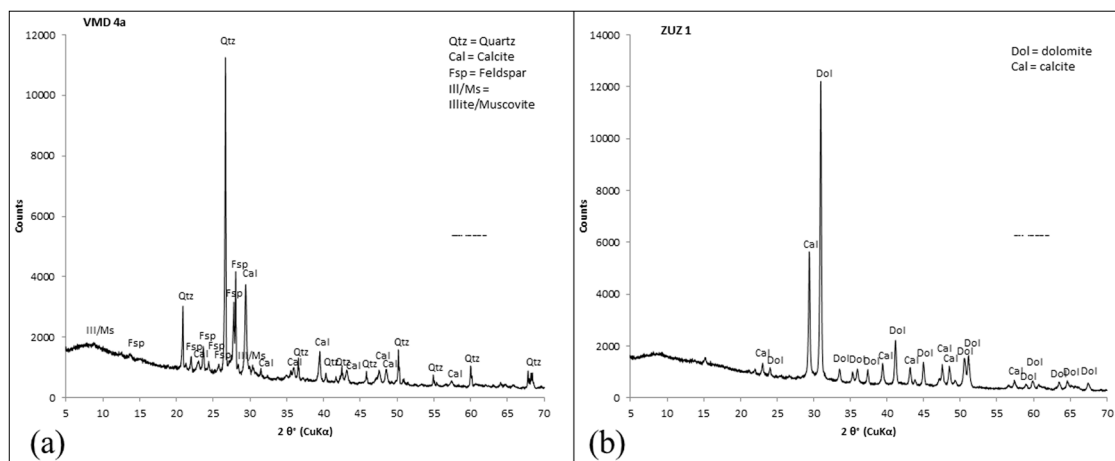 VMD 4a
12000
10000
8000
6000
4000
2000
0
Counts
Qtz
Qtz = Quartz
Cal = Calcite
Fsp = Feldspar
Ill/Ms =
Illite/Muscovite
Ill/Ms
Fsp
Qtz
Fsp
Cal
Fsp
Fsp
Fsp
Fsp
Fsp
Cal
Ill/Ms
Cal
Cal
Qtz
Cal
Qtz
Qtz
Cal
Qtz
Cal
Cal
Qtz
Qtz
Cal
Qtz
Qtz
5 10 15 20 25 30 35 40 45 50 55 60 65 70
2 θ° (CuKα)
(a)
ZUZ 1
14000
12000
10000
8000
6000
4000
2000
0
Counts
Dol = dolomite
Cal = calcite
Dol
Cal
Cal
Dol
Dol
Dol
Dol
Cal
Dol
Cal
Dol
Cal
Cal
Dol
Dol
Cal
Dol
Dol
Dol
Dol
Dol
5 10 15 20 25 30 35 40 45 50 55 60 65 70
2 θ° (CuKα)
(b)